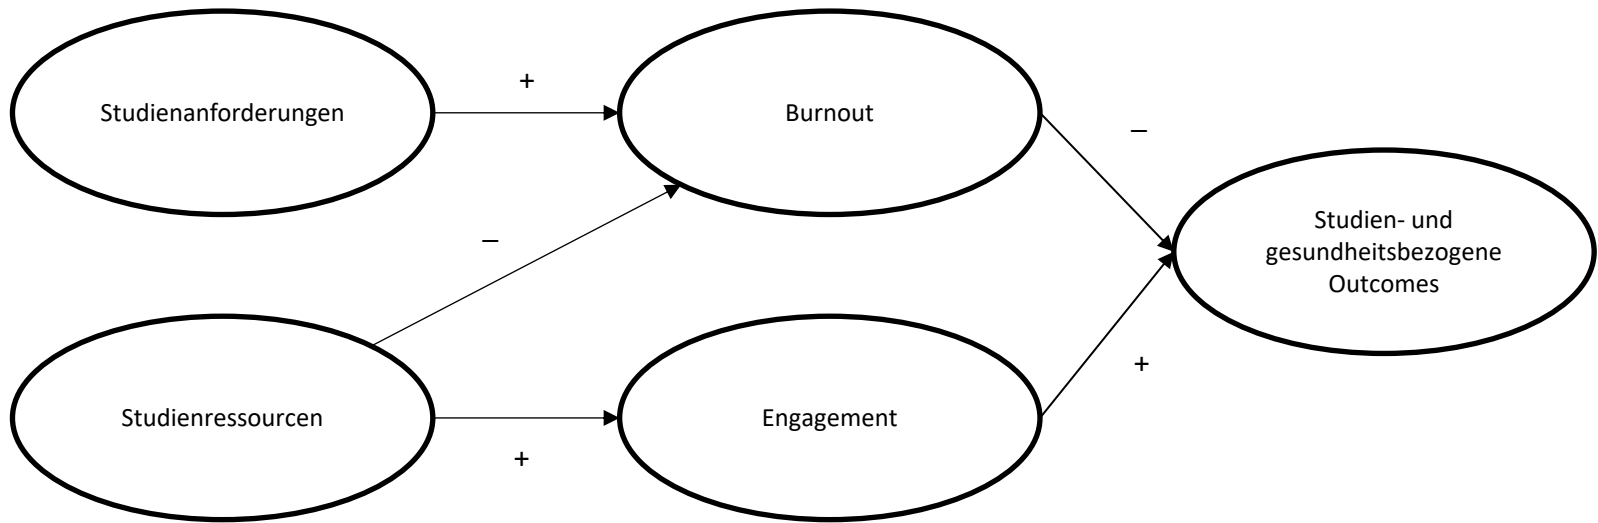 Studienanforderungen
+
Burnout
–
–
Studien- und
gesundheitsbezogene
Outcomes
Studienressourcen
+
Engagement
+